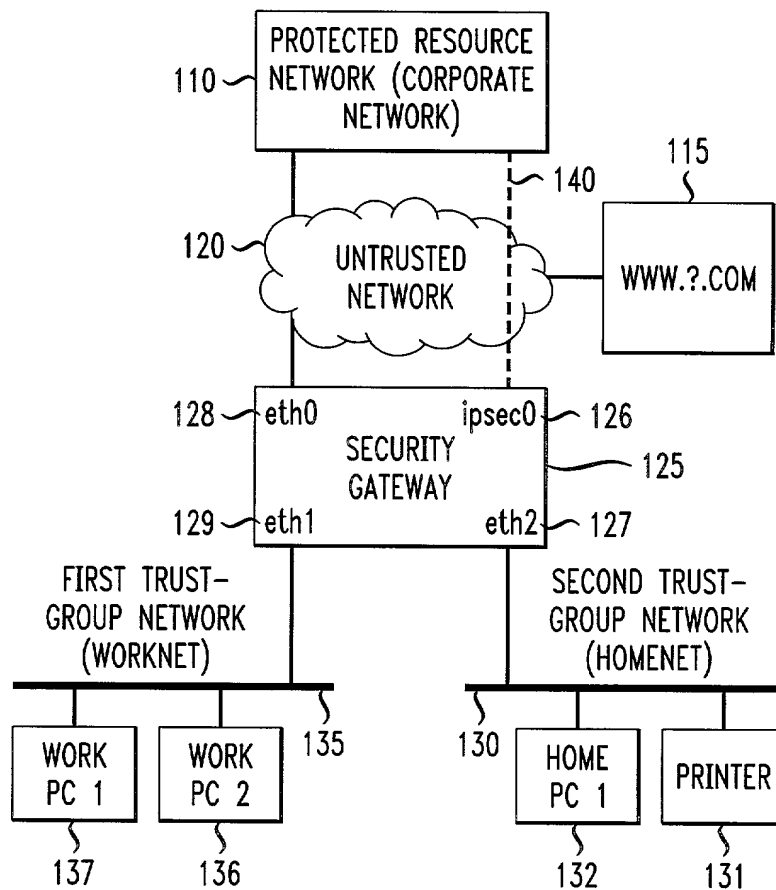 PROTECTED RESOURCE
NETWORK (CORPORATE
NETWORK)
110
140
115
120
UNTRUSTED
NETWORK
WWW.?.COM
128
eth0
ipsec0
126
SECURITY
GATEWAY
125
129
eth1
eth2
127
FIRST TRUST-
GROUP NETWORK
(WORKNET)
SECOND TRUST-
GROUP NETWORK
(HOMENET)
135
130
WORK
PC 1
WORK
PC 2
HOME
PC 1
PRINTER
137
136
132
131